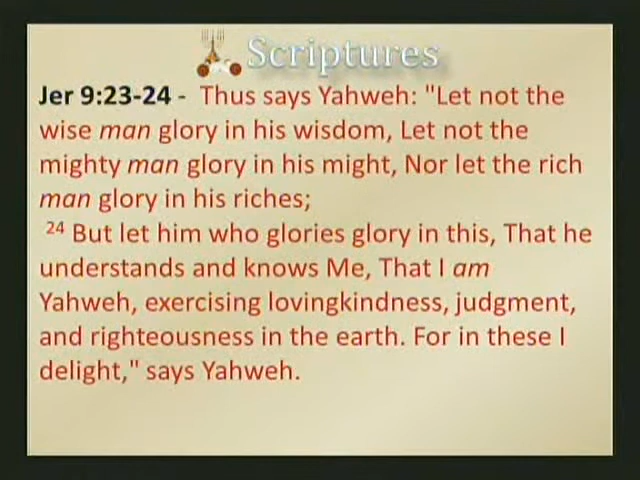 Scriptures
Jer 9:23-24 - Thus says Yahweh: "Let not the
wise man glory in his wisdom, Let not the
mighty man glory in his might, Nor let the rich
man glory in his riches;
24 But let him who glories glory in this, That he
understands and knows Me, That I am
Yahweh, exercising lovingkindness, judgment,
and righteousness in the earth. For in these I
delight," says Yahweh.